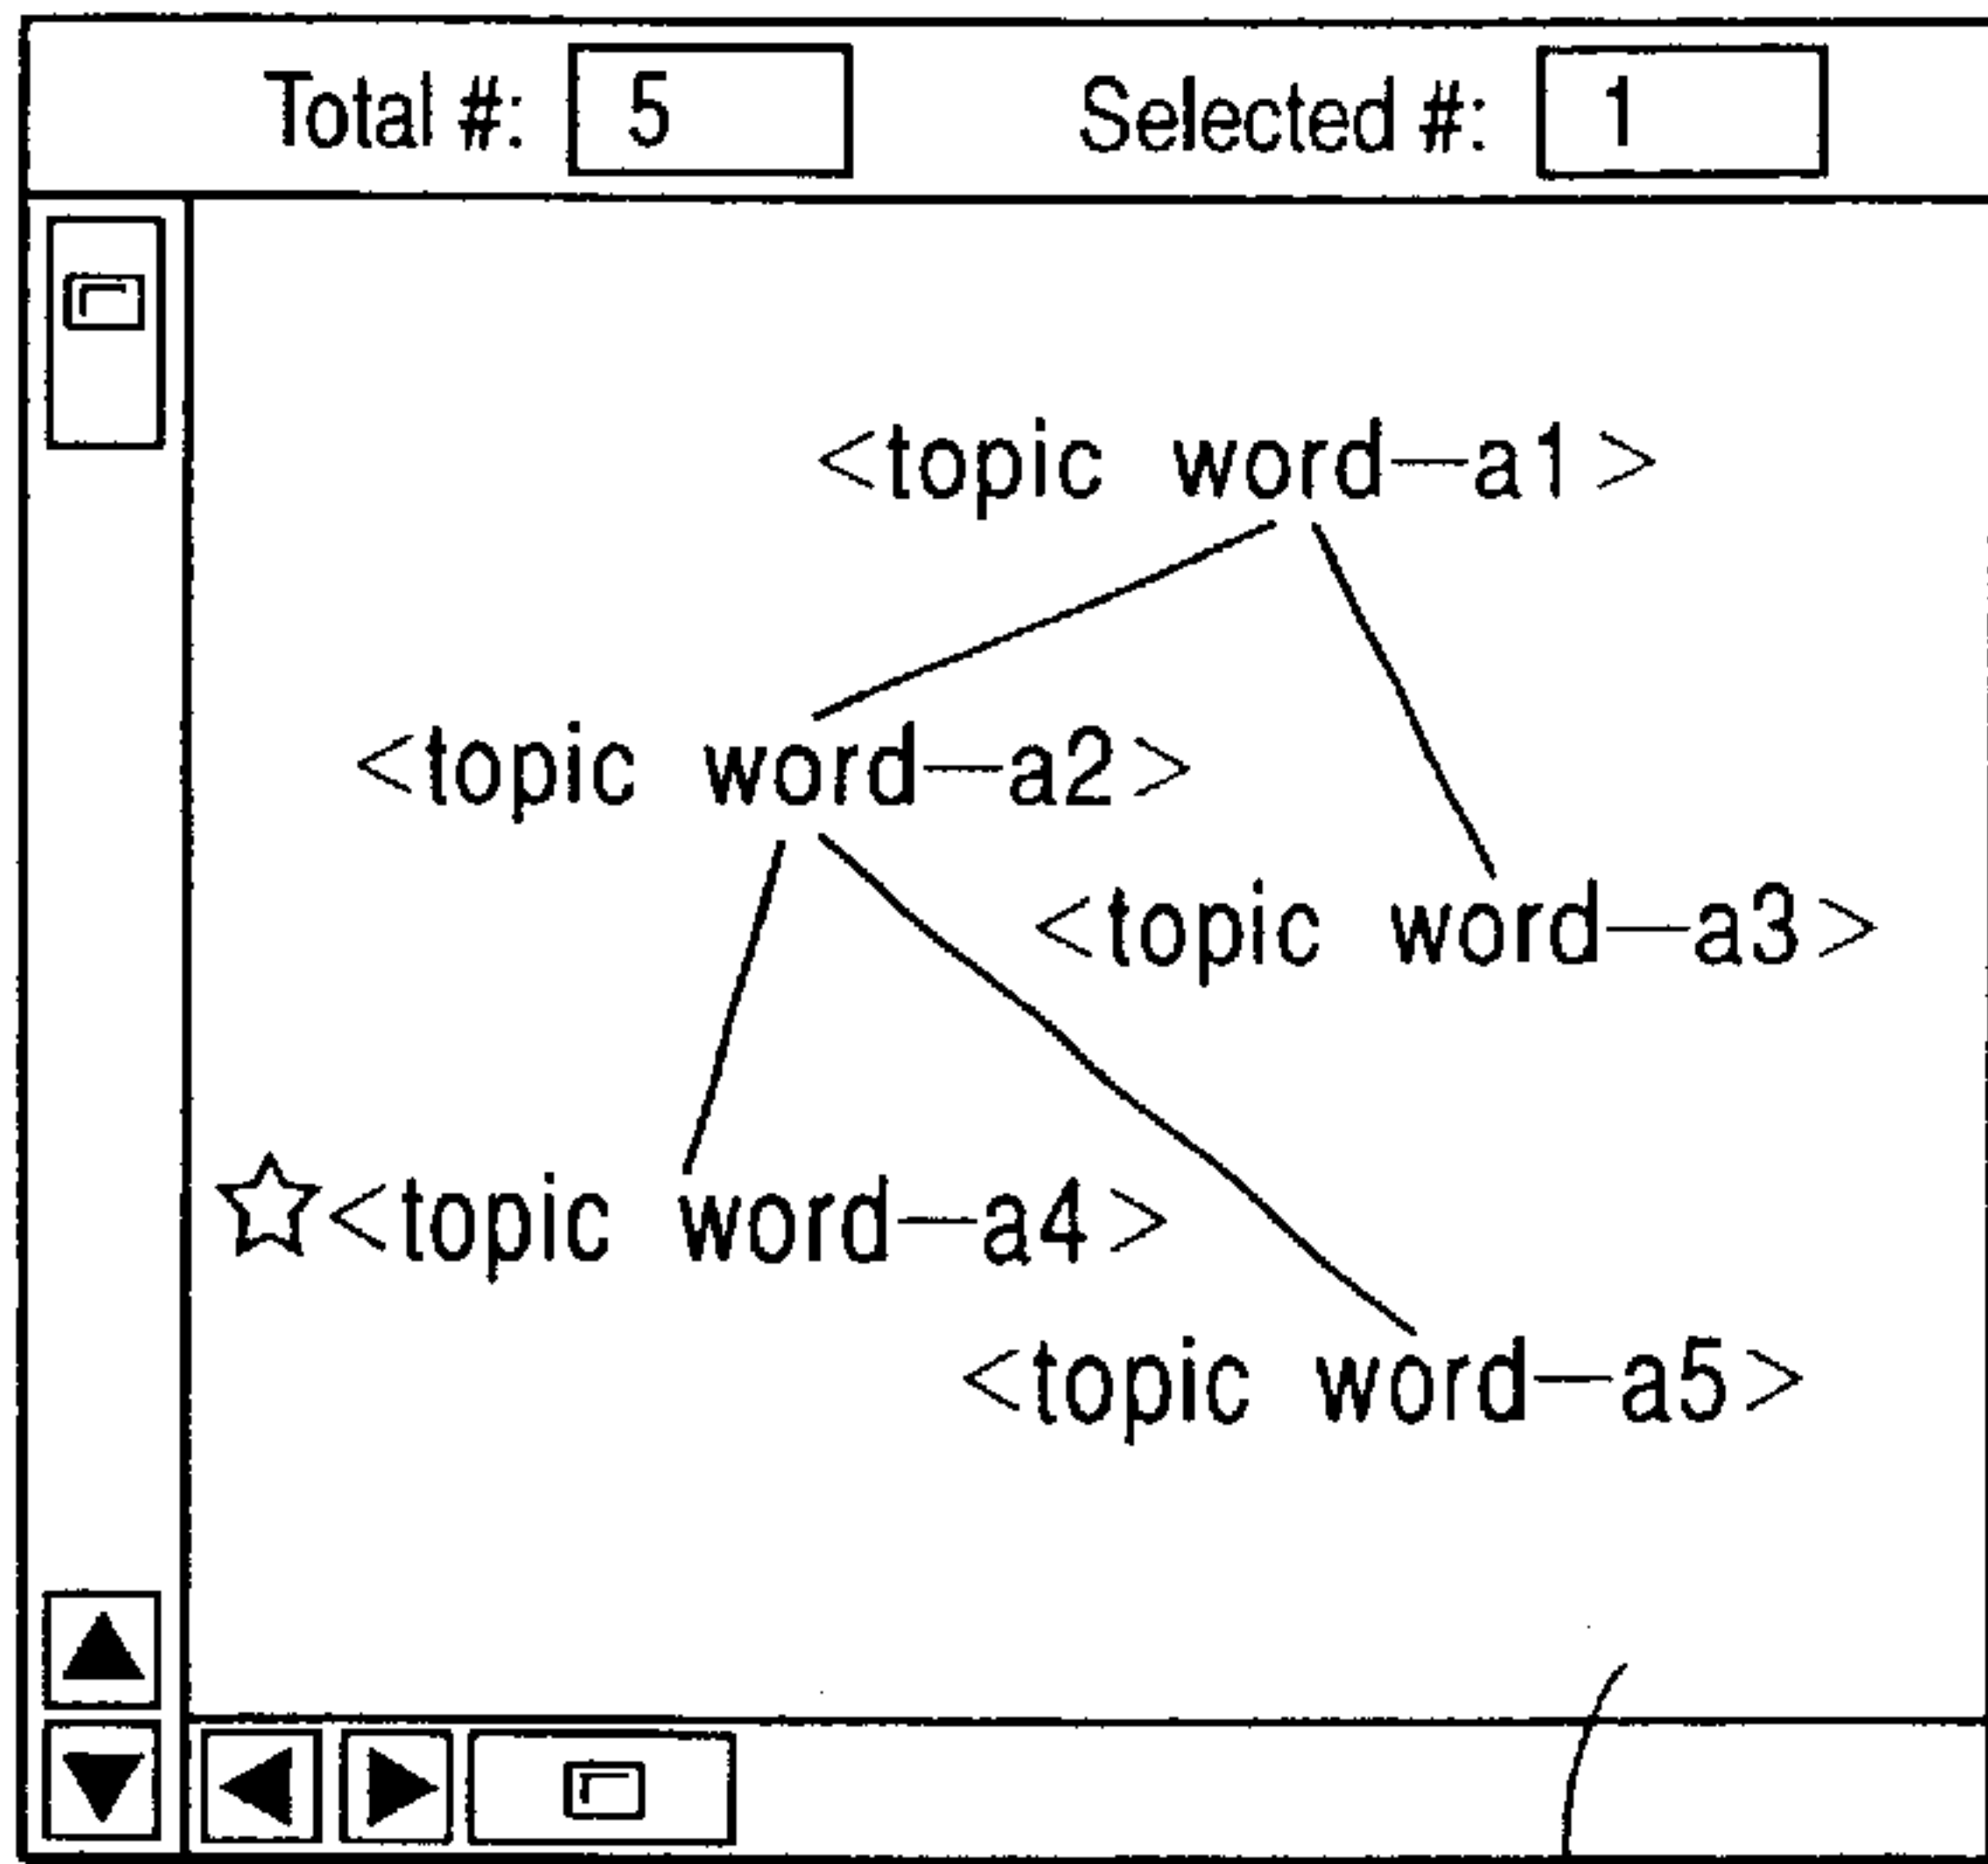 Total #: 5 Selected #: 1
<topic word—a1>
<topic word—a2>
<topic word—a3>
☆<topic word—a4>
<topic word—a5>